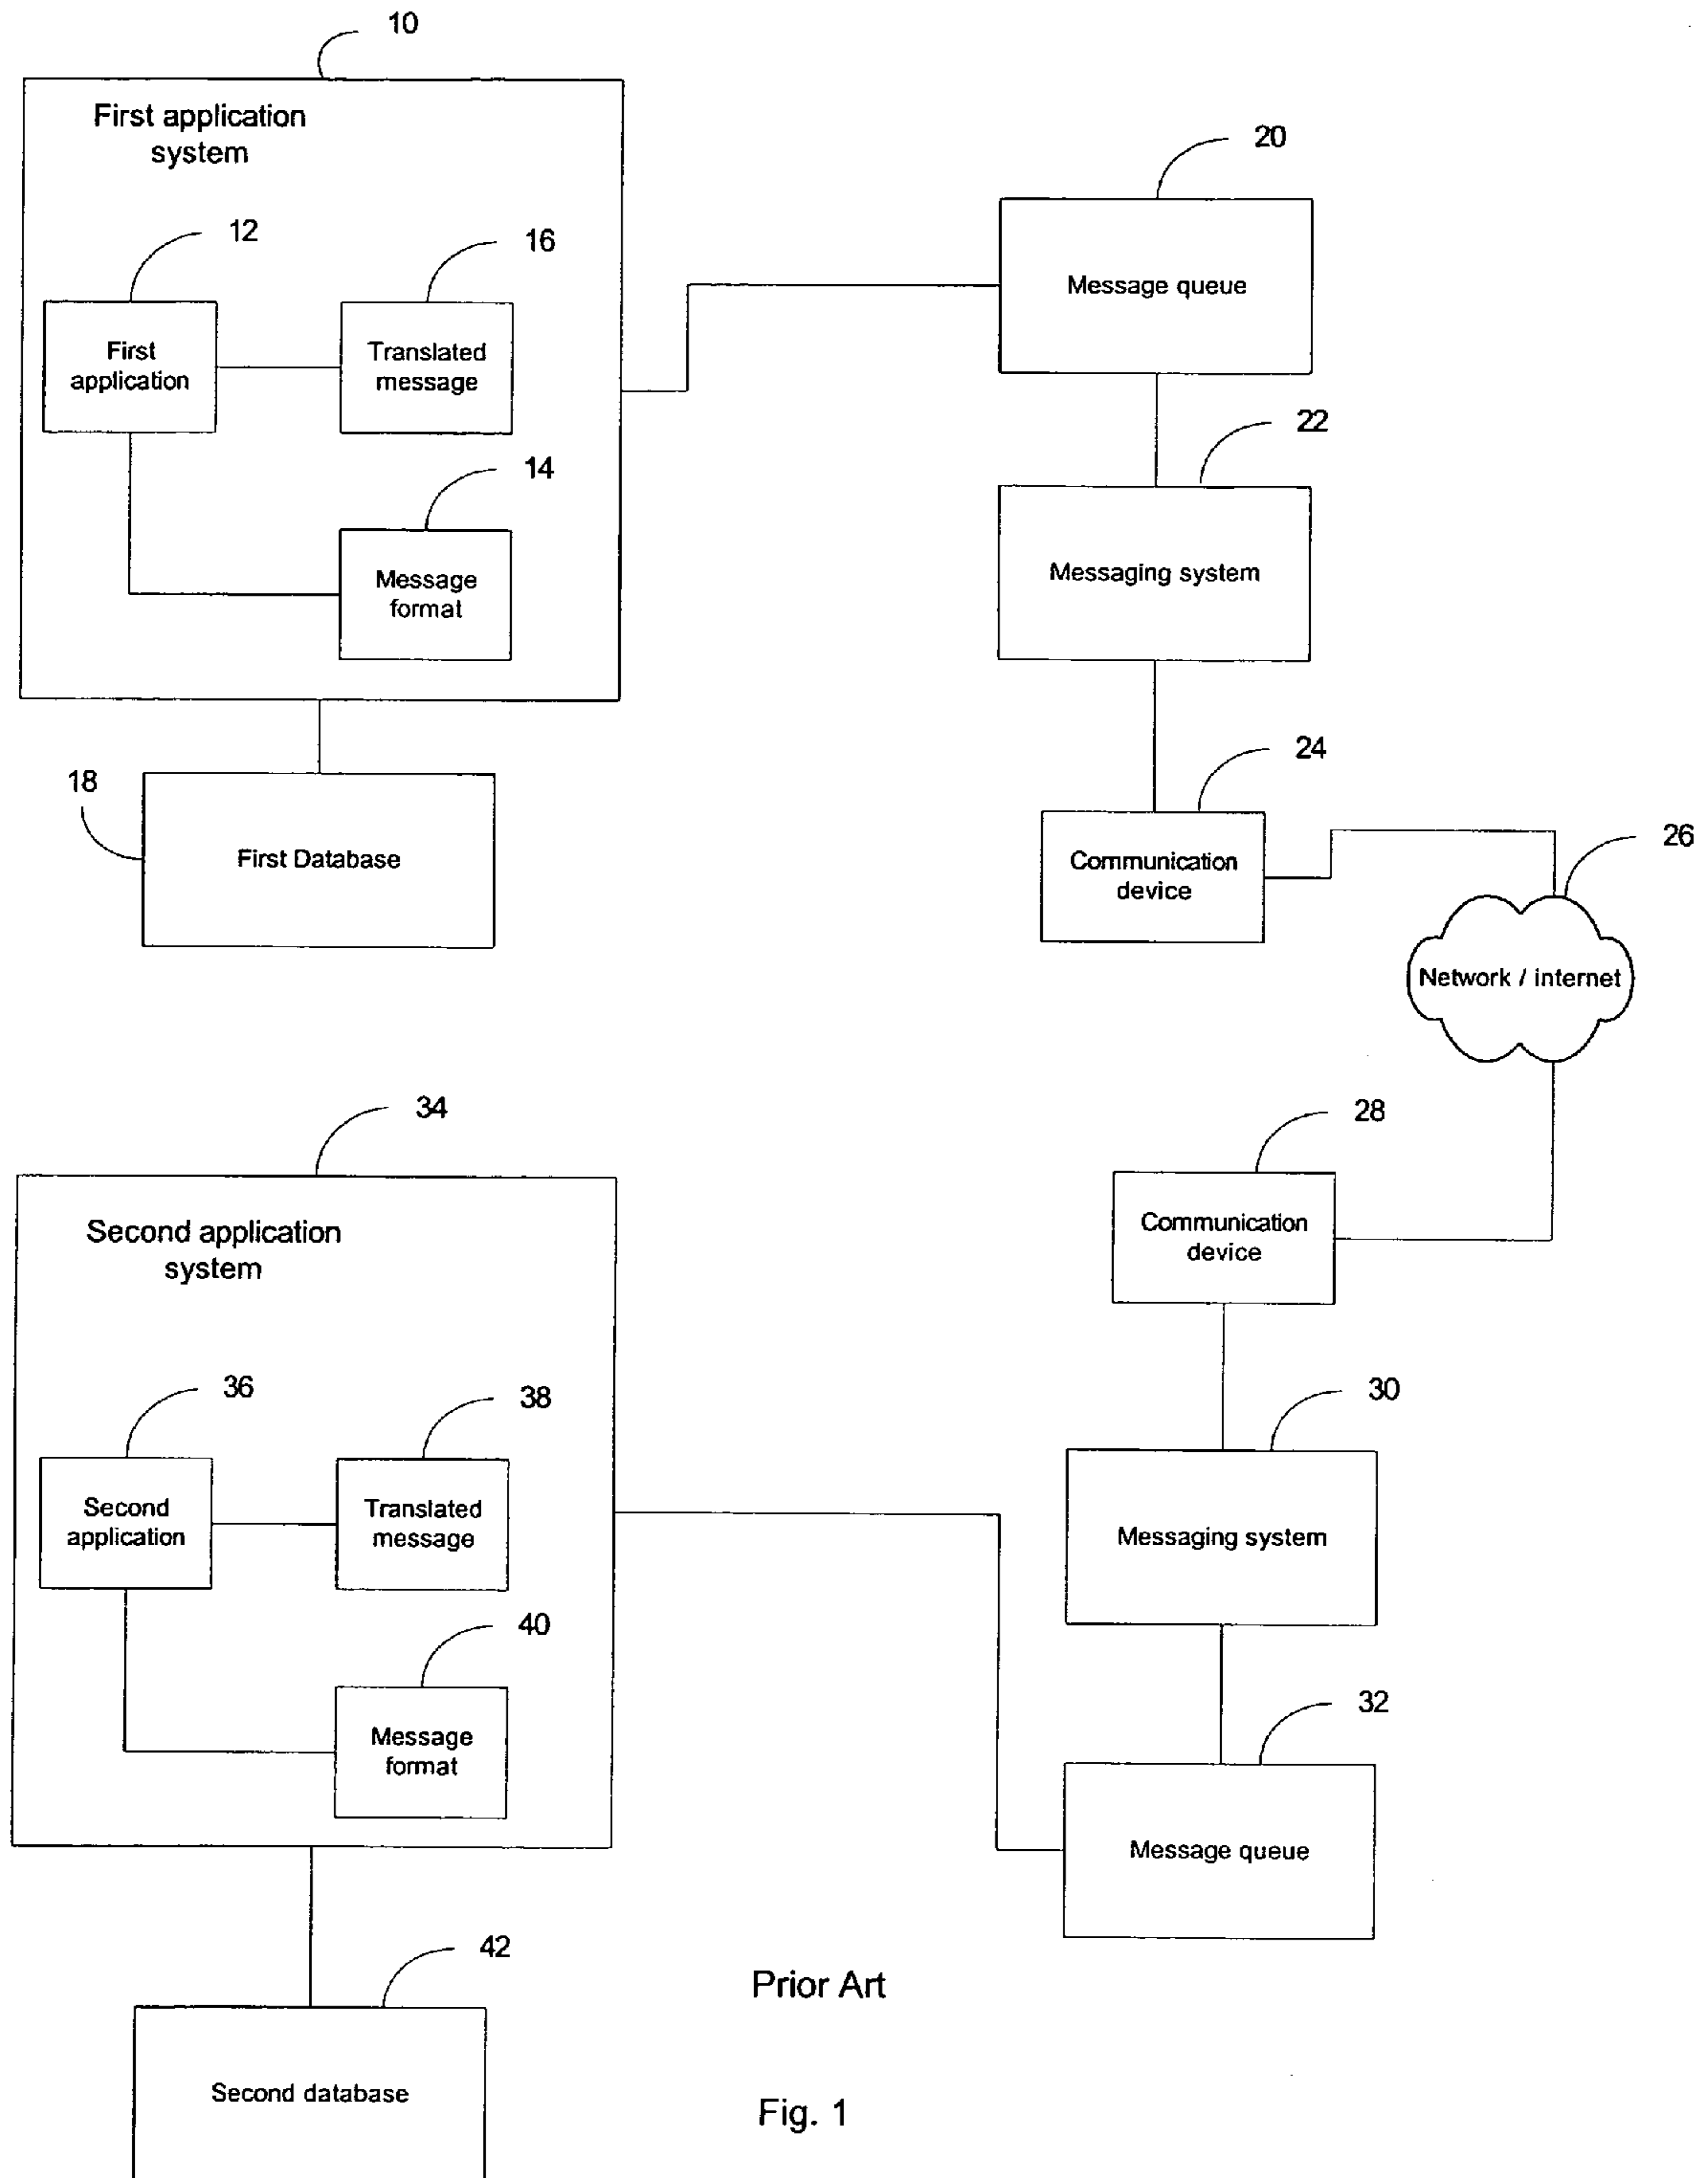 10
First application
system
20
12
16
Message queue
First
application
Translated
message
22
14
Messaging system
Message
format
24
18
26
First Database
Communication
device
Network / internet
34
28
Second application
system
Communication
device
36
38
30
Second
application
Translated
message
Messaging system
40
32
Message
format
Message queue
42
Prior Art
Second database
Fig. 1